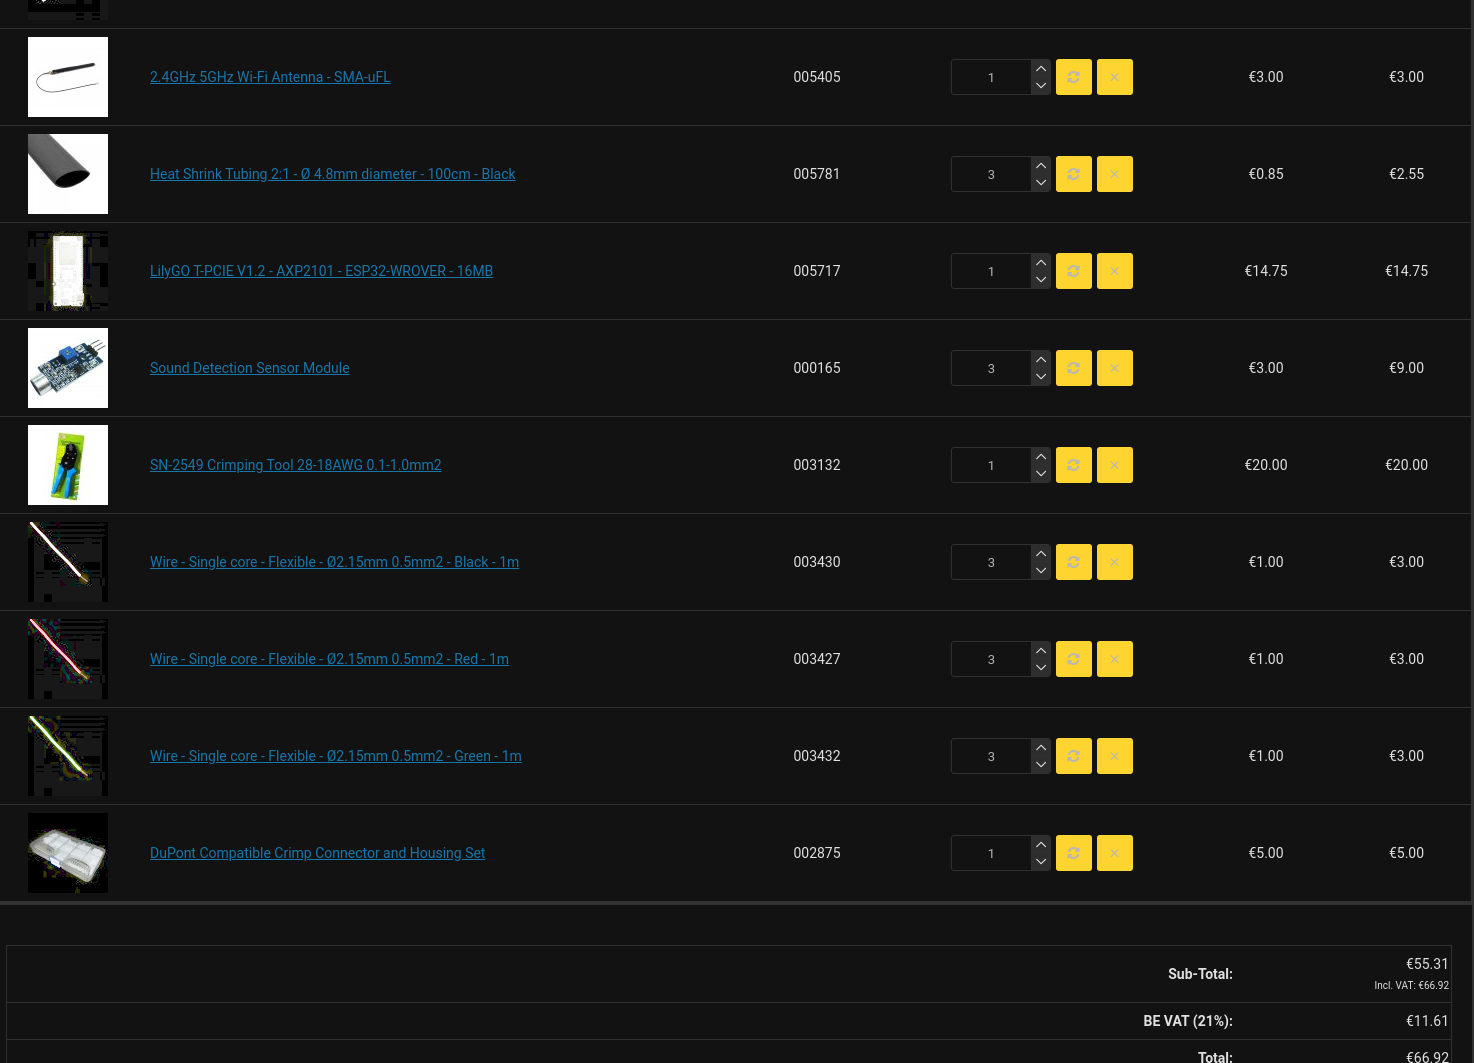 2.4GHz 5GHz Wi-Fi Antenna - SMA-uFL 005405 1 €3.00 €3.00
Heat Shrink Tubing 2:1 - Ø 4.8mm diameter - 100cm - Black 005781 3 €0.85 €2.55
LilyGO T-PCIE V1.2 - AXP2101 - ESP32-WROVER - 16MB 005717 1 €14.75 €14.75
Sound Detection Sensor Module 000165 3 €3.00 €9.00
SN-2549 Crimping Tool 28-18AWG 0.1-1.0mm2 003132 1 €20.00 €20.00
Wire - Single core - Flexible - Ø2.15mm 0.5mm2 - Black - 1m 003430 3 €1.00 €3.00
Wire - Single core - Flexible - Ø2.15mm 0.5mm2 - Red - 1m 003427 3 €1.00 €3.00
Wire - Single core - Flexible - Ø2.15mm 0.5mm2 - Green - 1m 003432 3 €1.00 €3.00
DuPont Compatible Crimp Connector and Housing Set 002875 1 €5.00 €5.00
Sub-Total: €55.31
Incl. VAT: €66.92
BE VAT (21%): €11.61
Total: €66.92